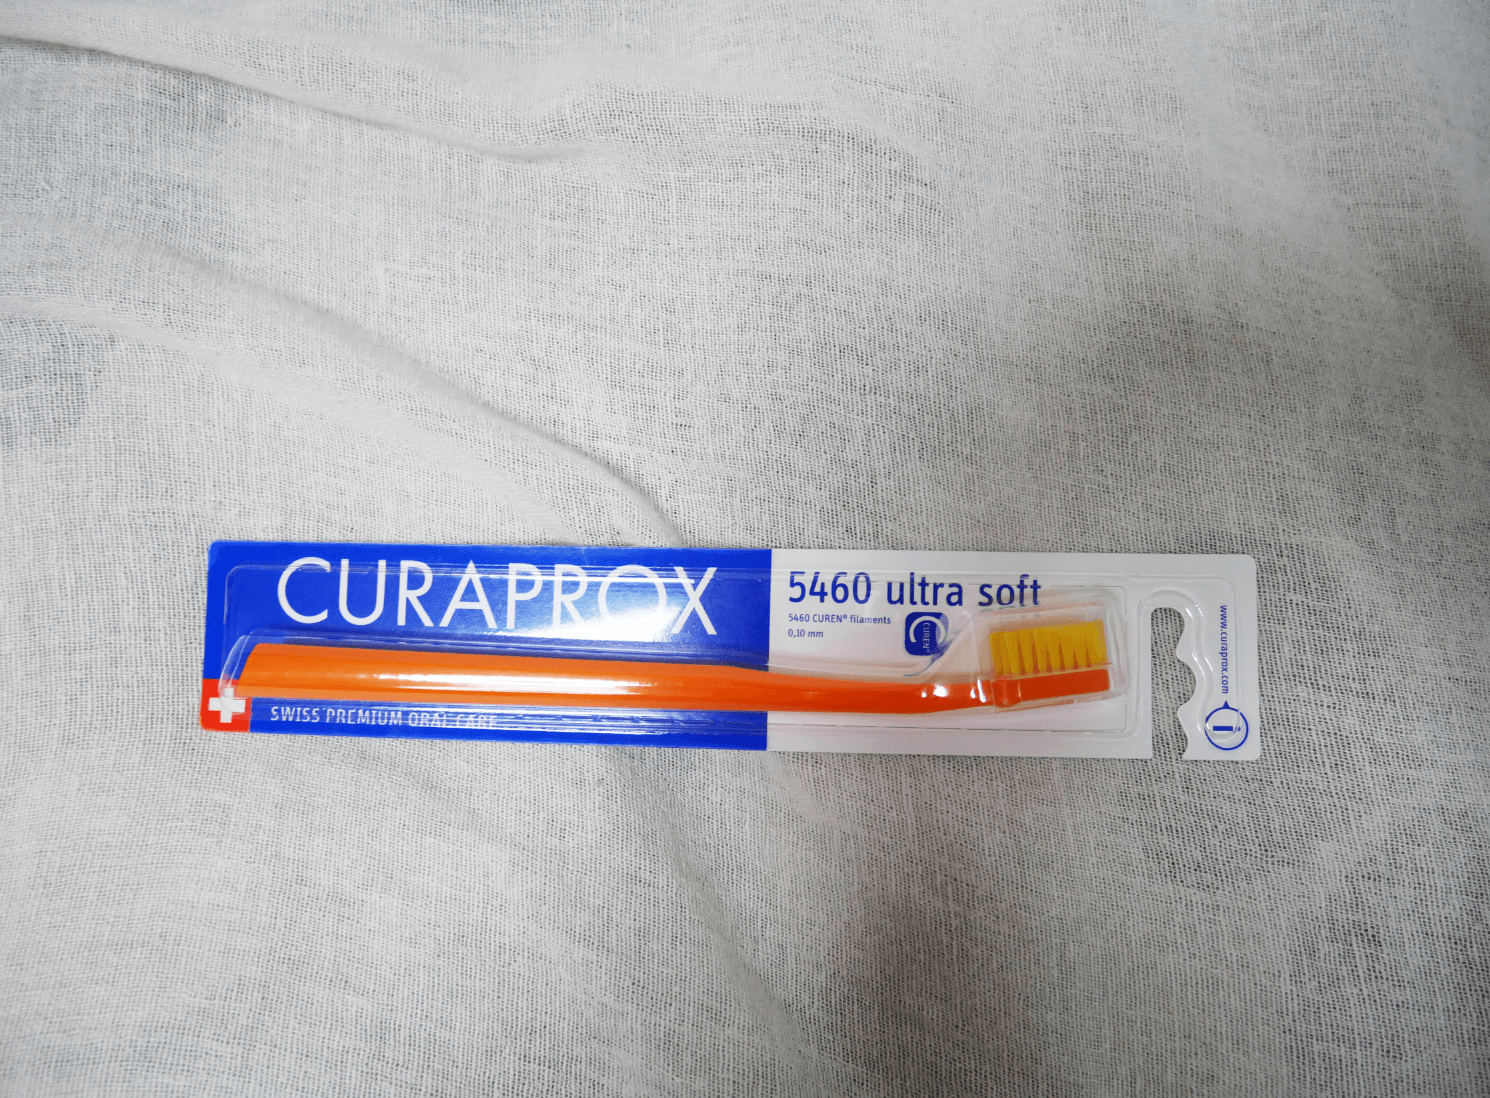 CURAPROX
SWISS PREMIUM ORAL CARE
5460 ultra soft
5460 CUREN® filaments
0,10 mm
CUREN®
www.curaprox.com